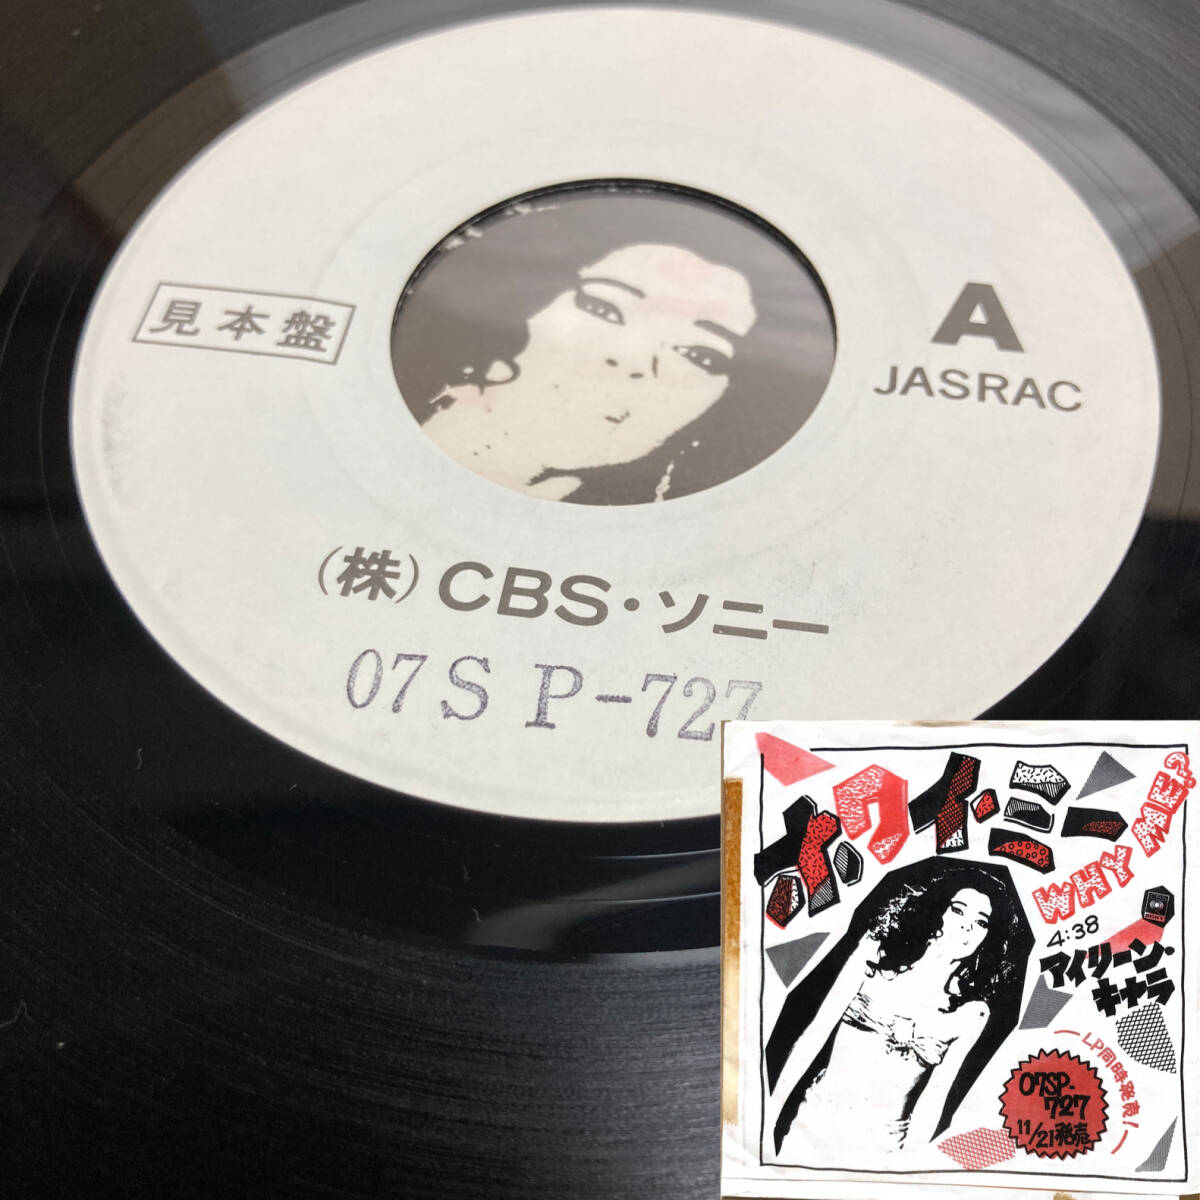 見本盤
A
JASRAC
(株)CBS・ソニー
07S P-727
ホワイ・ミー
WHY ME?
4:38
アイリーン・
キャラ
LP同時発売!
07SP-
727
11/21発売